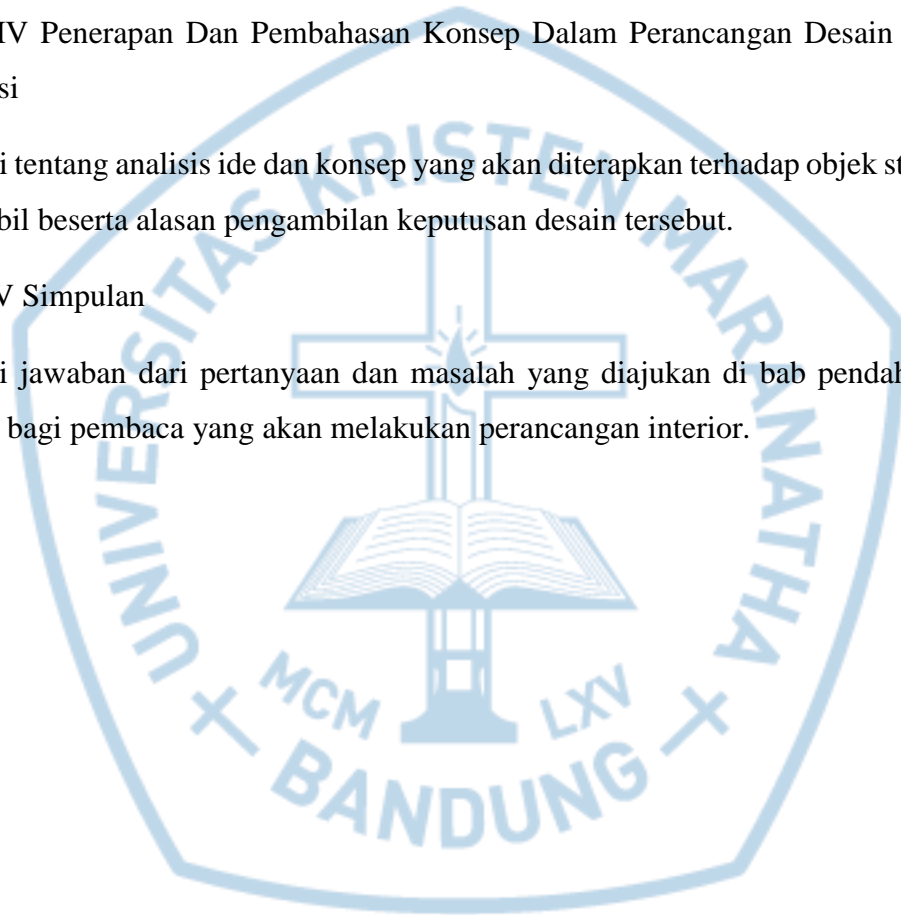 IV Penerapan Dan Pembahasan Konsep Dalam Perancangan Desain
si
i tentang analisis ide dan konsep yang akan diterapkan terhadap objek st
bil beserta alasan pengambilan keputusan desain tersebut.
V Simpulan
i jawaban dari pertanyaan dan masalah yang diajukan di bab pendah
bagi pembaca yang akan melakukan perancangan interior.
UNIVERSITAS KRISTEN MARANATHA
MCM LXV
BANDUNG